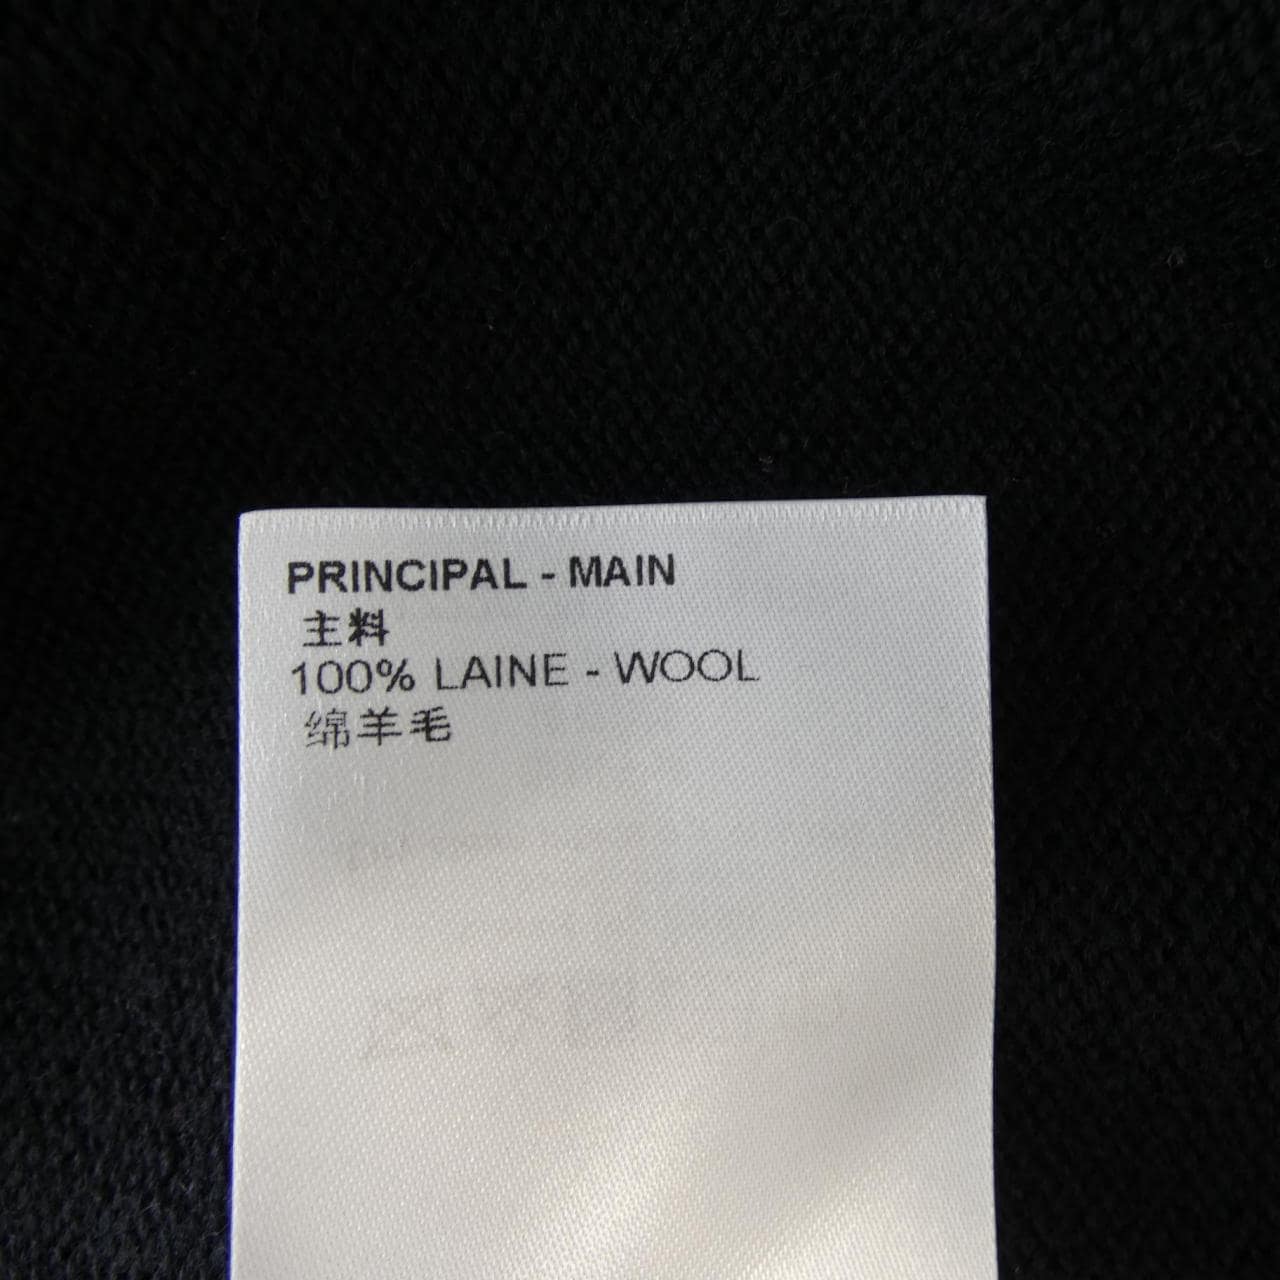 PRINCIPAL - MAIN
主料
100% LAINE - WOOL
绵羊毛